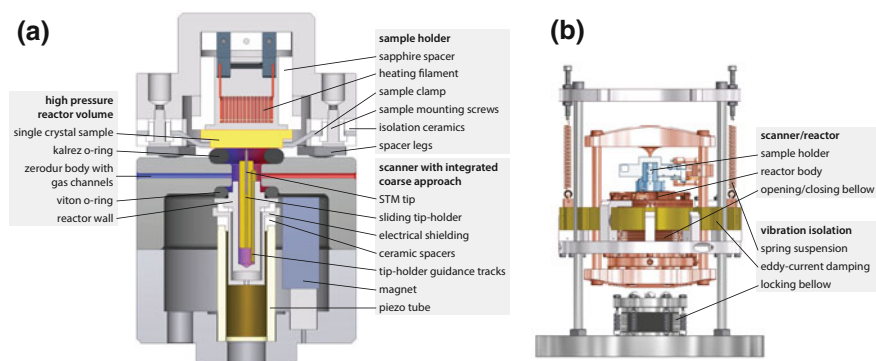 (a)
sample holder
sapphire spacer
heating filament
sample clamp
sample mounting screws
isolation ceramics
spacer legs
high pressure
reactor volume
single crystal sample
kalrez o-ring
zerodur body with
gas channels
viton o-ring
reactor wall
scanner with integrated
coarse approach
STM tip
sliding tip-holder
electrical shielding
ceramic spacers
tip-holder guidance tracks
magnet
piezo tube
(b)
scanner/reactor
sample holder
reactor body
opening/closing bellow
vibration isolation
spring suspension
eddy-current damping
locking bellow